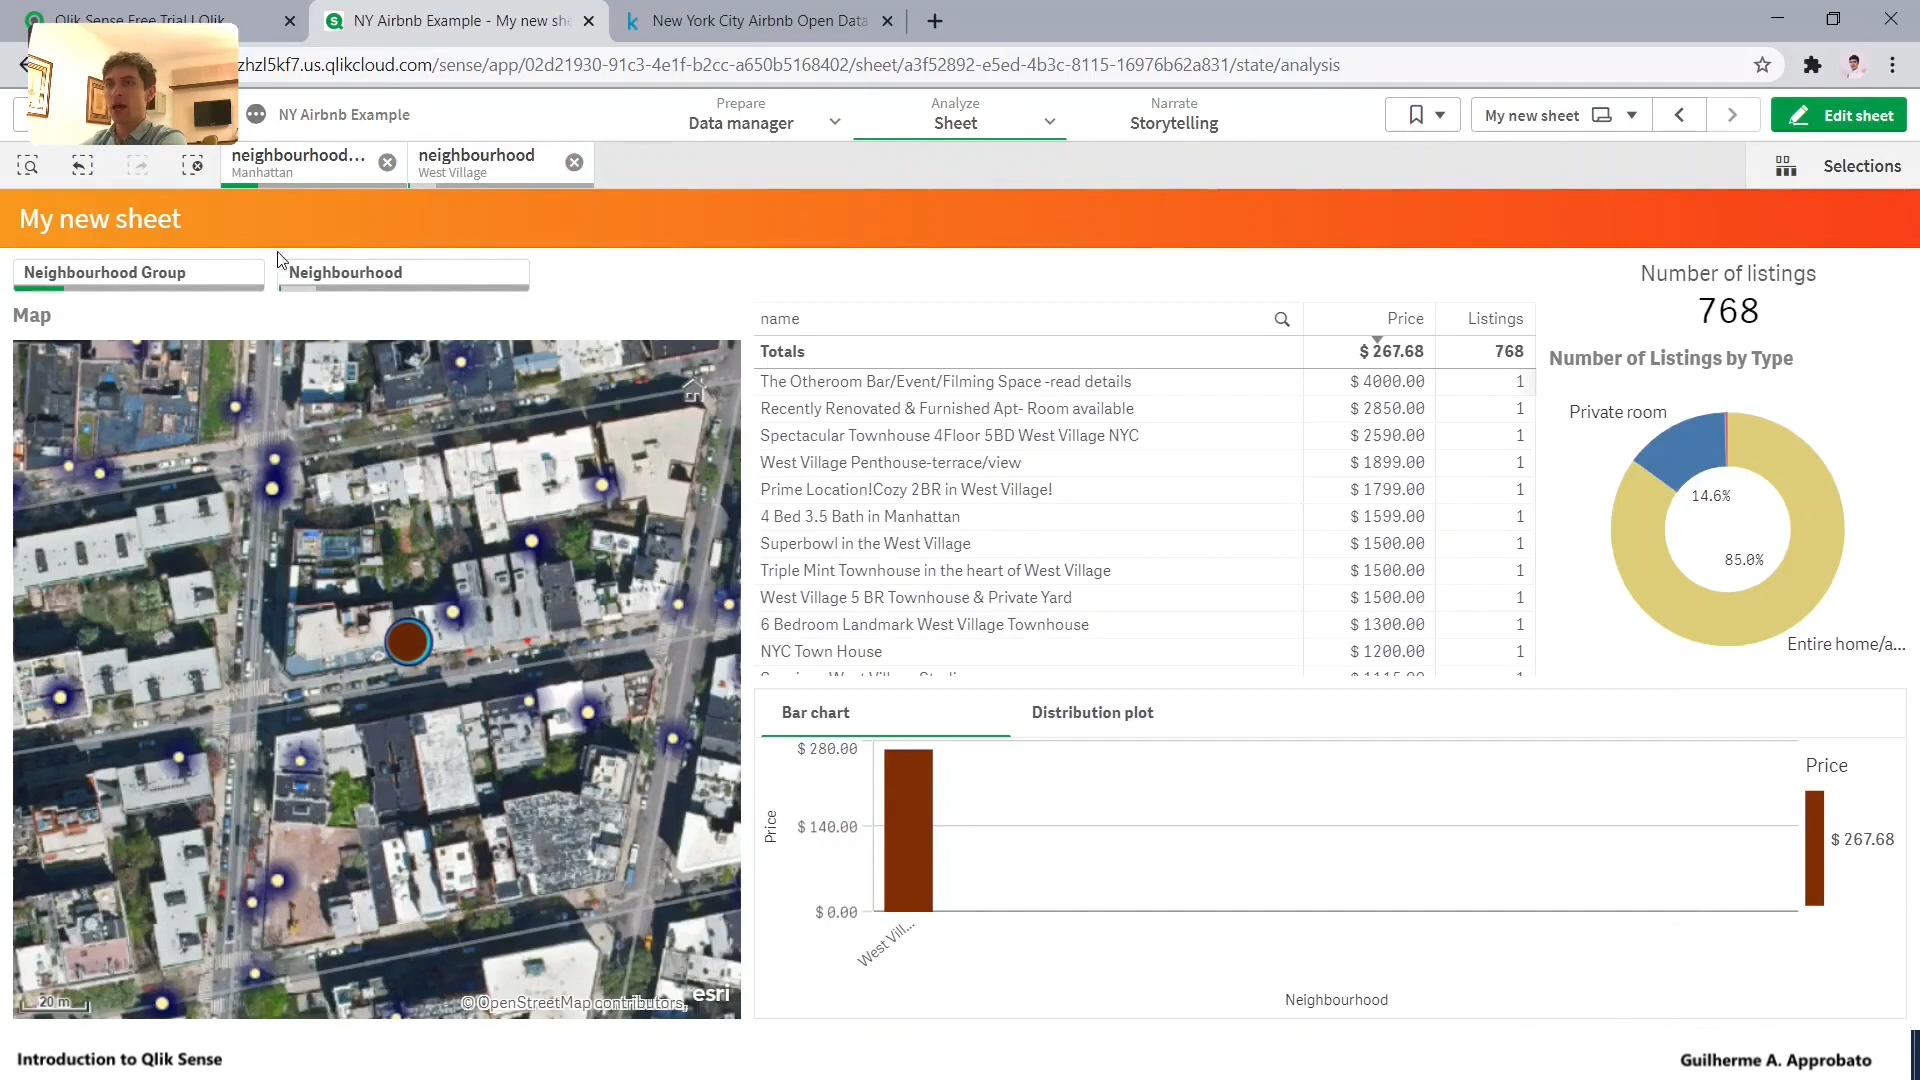 Qlik Sense Free Trial | Qlik
NY Airbnb Example - My new she
New York City Airbnb Open Data
zhzl5kf7.us.qlikcloud.com/sense/app/02d21930-91c3-4e1f-b2cc-a650b5168402/sheet/a3f52892-e5ed-4b3c-8115-16976b62a831/state/analysis
NY Airbnb Example
Prepare
Data manager
Analyze
Sheet
Narrate
Storytelling
My new sheet
Edit sheet
neighbourhood...
Manhattan
neighbourhood
West Village
Selections
My new sheet
Neighbourhood Group
Neighbourhood
Map
20 m
© OpenStreetMap contributors,
esri
name Price Listings
Totals $ 267.68 768
The Otheroom Bar/Event/Filming Space -read details $ 4000.00 1
Recently Renovated & Furnished Apt- Room available $ 2850.00 1
Spectacular Townhouse 4Floor 5BD West Village NYC $ 2590.00 1
West Village Penthouse-terrace/view $ 1899.00 1
Prime Location!Cozy 2BR in West Village! $ 1799.00 1
4 Bed 3.5 Bath in Manhattan $ 1599.00 1
Superbowl in the West Village $ 1500.00 1
Triple Mint Townhouse in the heart of West Village $ 1500.00 1
West Village 5 BR Townhouse & Private Yard $ 1500.00 1
6 Bedroom Landmark West Village Townhouse $ 1300.00 1
NYC Town House $ 1200.00 1
Number of listings
768
Number of Listings by Type
Private room
14.6%
85.0%
Entire home/a...
Bar chart
Distribution plot
$ 280.00
$ 140.00
$ 0.00
Price
West Vill...
Neighbourhood
Price
$ 267.68
Introduction to Qlik Sense
Guilherme A. Approbato